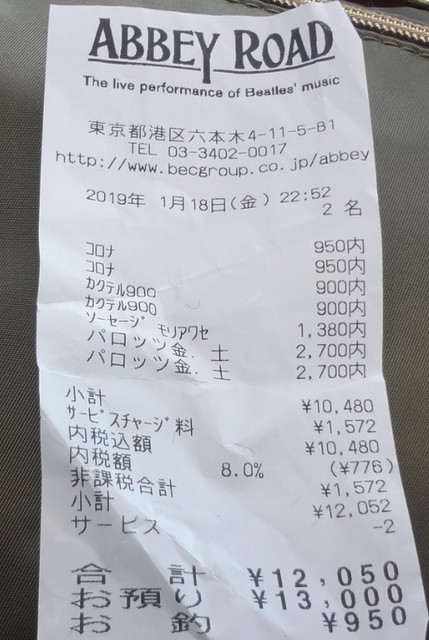 ABBEY ROAD
The live performance of Beatles' music
東京都港区六本木4-11-5-B1
TEL 03-3402-0017
http://www.becgroup.co.jp/abbey
2019年 1月18日(金) 22:52
2 名
コロナ 950内
コロナ 950内
カクテル900 900内
カクテル900 900内
ソーセージ モリアワセ 1,380内
パロッツ金．土 2,700内
パロッツ金．土 2,700内
小計 ¥10,480
サービスチャージ料 ¥1,572
内税込額 ¥10,480
内税額 8.0% (¥776)
非課税合計 ¥1,572
小計 ¥12,052
サービス -2
合計 ¥12,050
お預り ¥13,000
お釣 ¥950